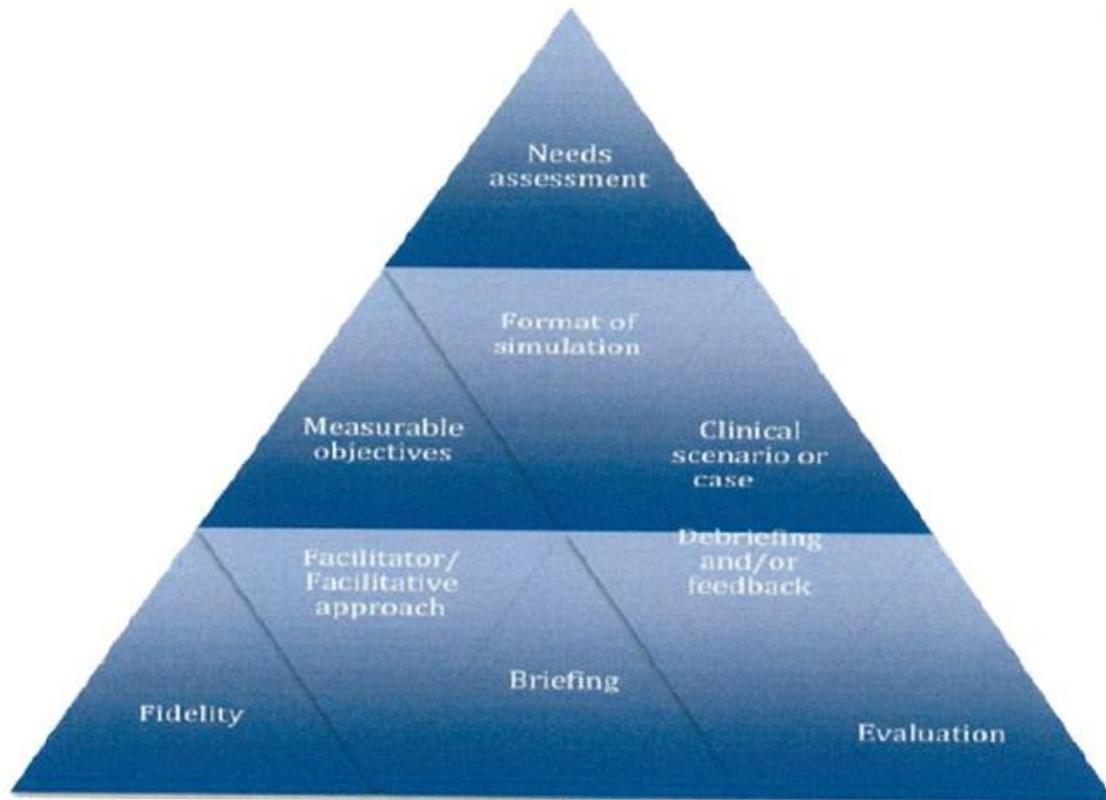 Needs
assessment
Format of
simulation
Measurable
objectives
Clinical
scenario or
case
Facilitator/
Facilitative
approach
Debriefing
and/or
feedback
Briefing
Fidelity
Evaluation